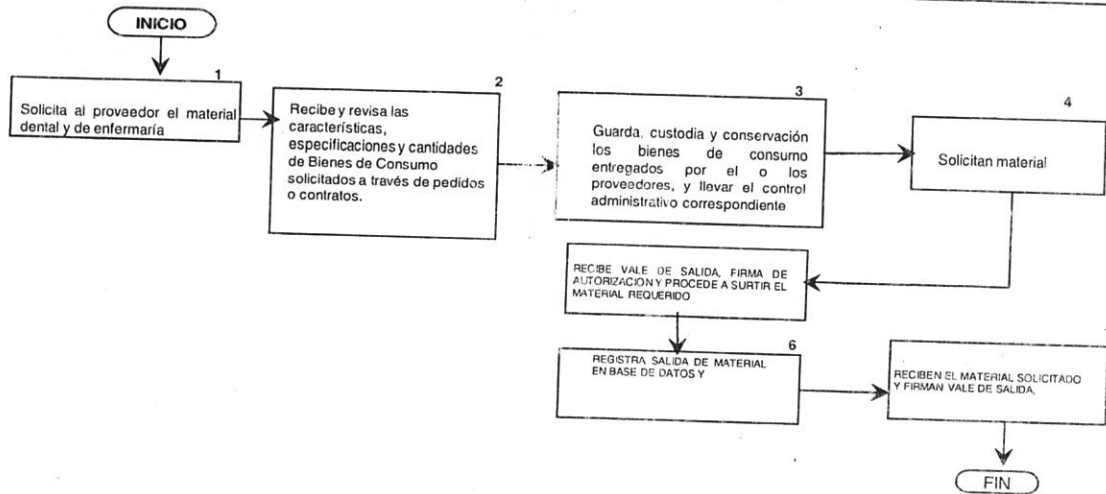 INICIO
1
Solicita al proveedor el material
dental y de enfermaría
2
Recibe y revisa las
características,
especificaciones y cantidades
de Bienes de Consumo
solicitados a través de pedidos
o contratos.
3
Guarda, custodia y conservación
los bienes de consumo
entregados por el o los
proveedores, y llevar el control
administrativo correspondiente
4
Solicitan material
RECIBE VALE DE SALIDA, FIRMA DE
AUTORIZACION Y PROCEDE A SURTIR EL
MATERIAL REQUERIDO
6
REGISTRA SALIDA DE MATERIAL
EN BASE DE DATOS Y
RECIBEN EL MATERIAL SOLICITADO
Y FIRMAN VALE DE SALIDA,
FIN